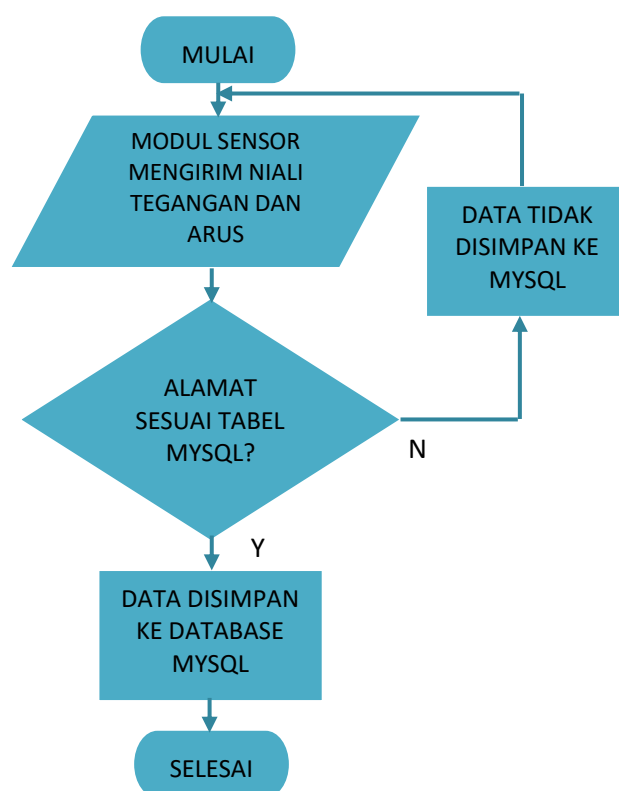 MULAI
MODUL SENSOR
MENGIRIM NIALI
TEGANGAN DAN
ARUS
DATA TIDAK
DISIMPAN KE
MYSQL
ALAMAT
SESUAI TABEL
MYSQL?
N
Y
DATA DISIMPAN
KE DATABASE
MYSQL
SELESAI